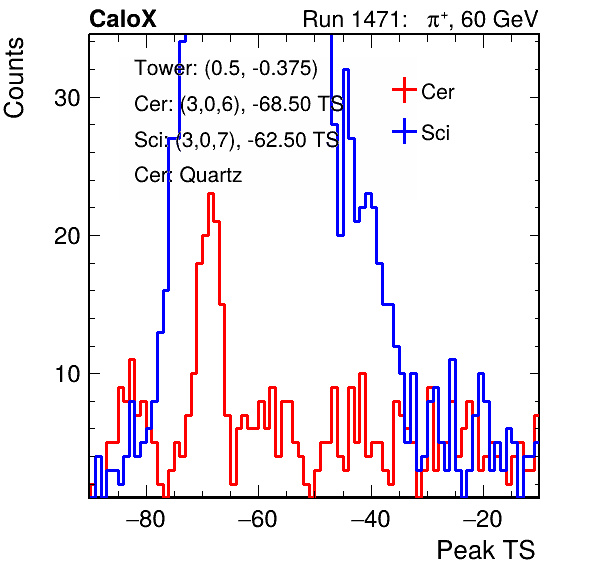 CaloX Run 1471: π⁺, 60 GeV
Counts
Tower: (0.5, -0.375)
Cer: (3,0,6), -68.50 TS
Sci: (3,0,7), -62.50 TS
Cer: Quartz
Cer
Sci
30
20
10
−80 −60 −40 −20
Peak TS